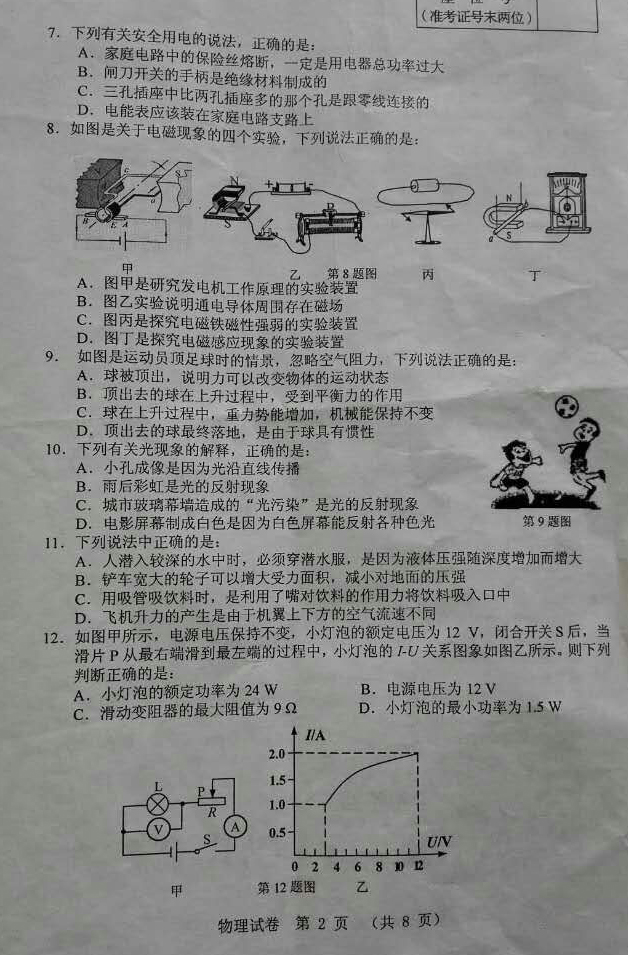 （准考证号末两位）
7. 下列有关安全用电的说法，正确的是：
A. 家庭电路中的保险丝熔断，一定是用电器总功率过大
B. 闸刀开关的手柄是绝缘材料制成的
C. 三孔插座中比两孔插座多的那个孔是跟零线连接的
D. 电能表应该装在家庭电路支路上
8. 如图是关于电磁现象的四个实验，下列说法正确的是：
N
S
P
N
S
甲
乙
第8题图
丙
丁
A. 图甲是研究发电机工作原理的实验装置
B. 图乙实验说明通电导体周围存在磁场
C. 图丙是探究电磁铁磁性强弱的实验装置
D. 图丁是探究电磁感应现象的实验装置
9. 如图是运动员顶足球时的情景，忽略空气阻力，下列说法正确的是：
A. 球被顶出，说明力可以改变物体的运动状态
B. 顶出去的球在上升过程中，受到平衡力的作用
C. 球在上升过程中，重力势能增加，机械能保持不变
D. 顶出去的球最终落地，是由于球具有惯性
10. 下列有关光现象的解释，正确的是：
A. 小孔成像是因为光沿直线传播
B. 雨后彩虹是光的反射现象
C. 城市玻璃幕墙造成的“光污染”是光的反射现象
D. 电影屏幕制成白色是因为白色屏幕能反射各种色光
第9题图
11. 下列说法中正确的是：
A. 人潜入较深的水中时，必须穿潜水服，是因为液体压强随深度增加而增大
B. 铲车宽大的轮子可以增大受力面积，减小对地面的压强
C. 用吸管吸饮料时，是利用了嘴对饮料的作用力将饮料吸入口中
D. 飞机升力的产生是由于机翼上下方的空气流速不同
12. 如图甲所示，电源电压保持不变，小灯泡的额定电压为 12 V，闭合开关S后，当
滑片 P 从最右端滑到最左端的过程中，小灯泡的 I-U 关系图象如图乙所示。则下列
判断正确的是：
A. 小灯泡的额定功率为 24 W
B. 电源电压为 12 V
C. 滑动变阻器的最大阻值为 9 Ω
D. 小灯泡的最小功率为 1.5 W
L
P
R
V
A
S
I/A
2.0
1.5
1.0
0.5
U/V
0 2 4 6 8 10 12
甲
第12题图
乙
物理试卷 第 2 页 （共 8 页）